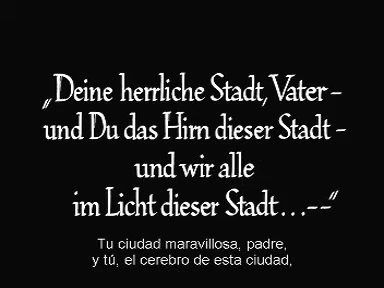 „Deine herrliche Stadt, Vater –
und Du das Hirn dieser Stadt –
und wir alle
im Licht dieser Stadt...--“
Tu ciudad maravillosa, padre,
y tú, el cerebro de esta ciudad,